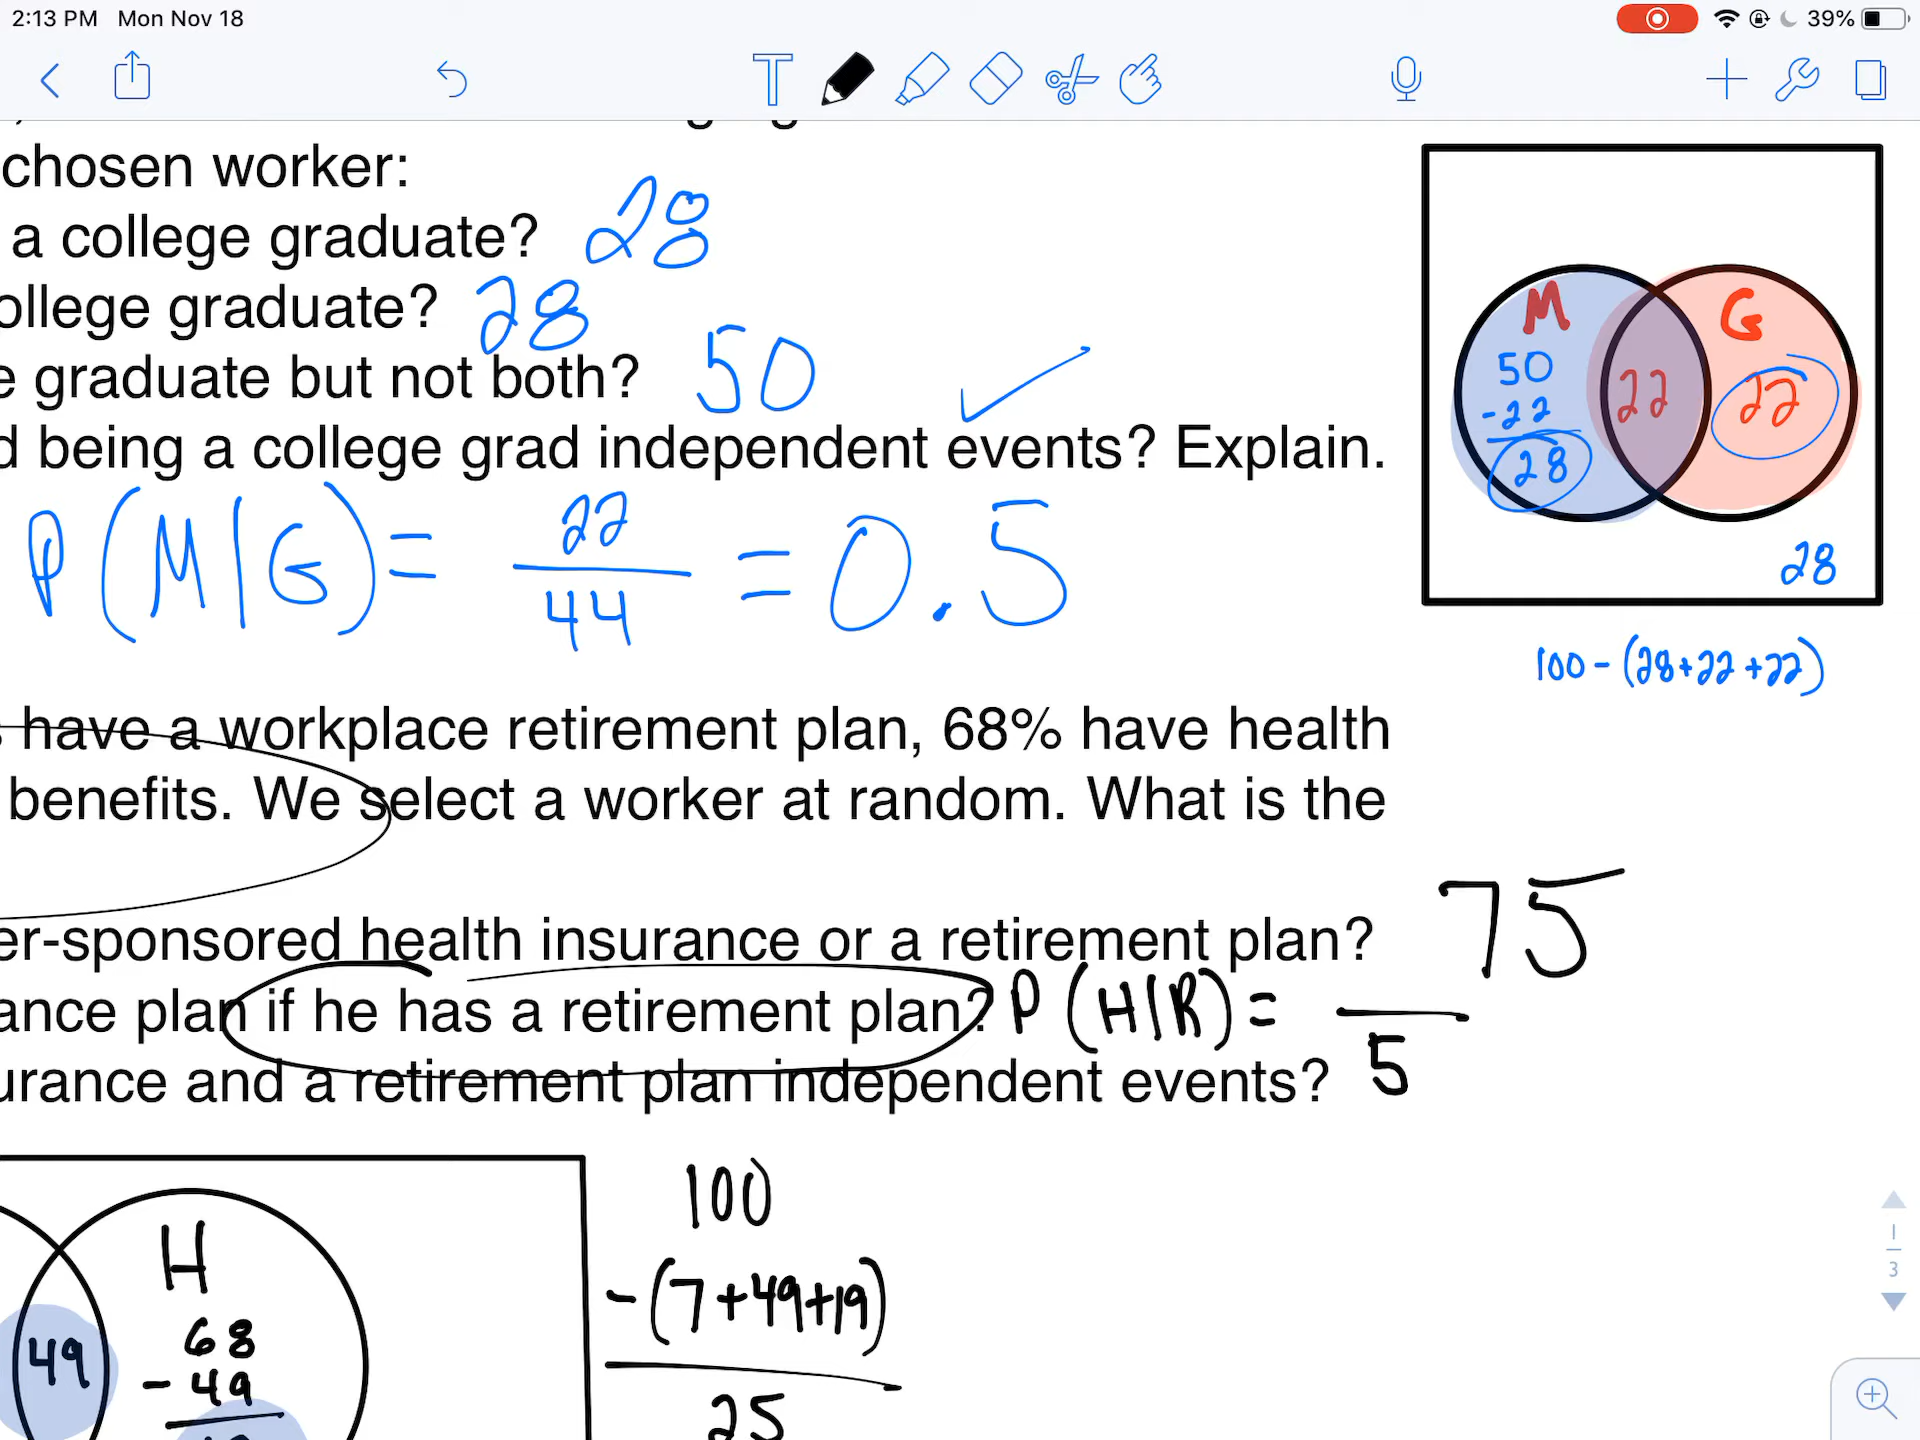 2:13 PM Mon Nov 18
39%
T
chosen worker:
a college graduate? 28
ollege graduate? 28
e graduate but not both? 50
d being a college grad independent events? Explain.
P(M|G) = 22/44 = 0.5
M
G
50
-22
28
22
22
28
100 - (28+22+22)
have a workplace retirement plan, 68% have health
benefits. We select a worker at random. What is the
er-sponsored health insurance or a retirement plan? 75
ance plan if he has a retirement plan? P(H|R) =
urance and a retirement plan independent events? 5
H
68
- 49
49
100
- (7+49+19)
25
1
3